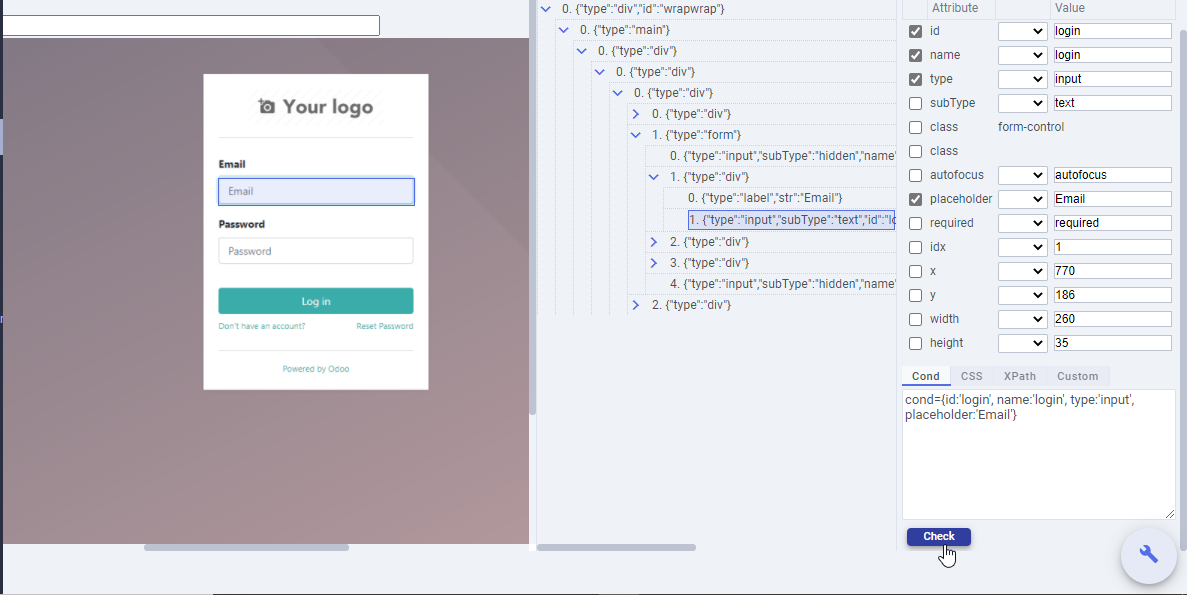 Your logo
Email
Email
Password
Password
Log in
Don't have an account?
Reset Password
Powered by Odoo
0. {"type":"div","id":"wrapwrap"}
0. {"type":"main"}
0. {"type":"div"}
0. {"type":"div"}
0. {"type":"div"}
0. {"type":"div"}
1. {"type":"form"}
0. {"type":"input","subType":"hidden","name"
1. {"type":"div"}
0. {"type":"label","str":"Email"}
1. {"type":"input","subType":"text","id":"lo
2. {"type":"div"}
3. {"type":"div"}
4. {"type":"input","subType":"hidden","name"
2. {"type":"div"}
Attribute Value
id login
name login
type input
subType text
class form-control
class
autofocus autofocus
placeholder Email
required required
idx 1
x 770
y 186
width 260
height 35
Cond CSS XPath Custom
cond={id:'login', name:'login', type:'input',
placeholder:'Email'}
Check